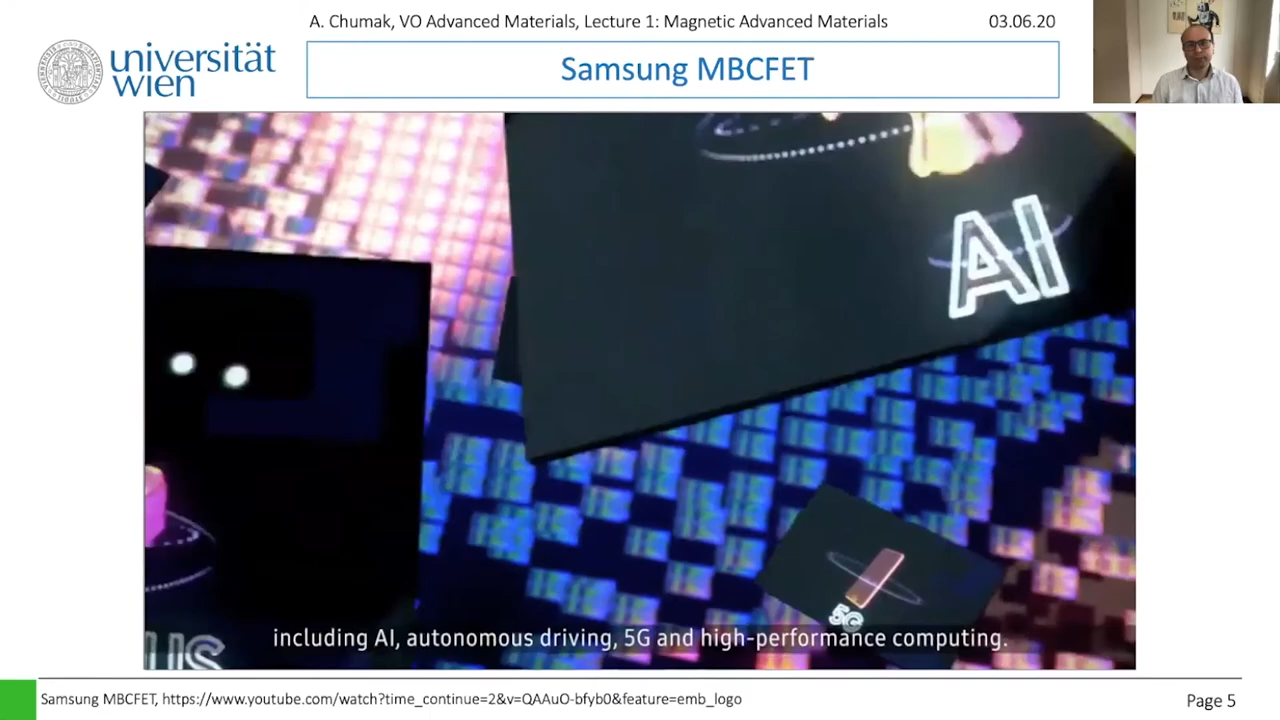 A. Chumak, VO Advanced Materials, Lecture 1: Magnetic Advanced Materials
03.06.20
universität
wien
Samsung MBCFET
AI
5G
US
including AI, autonomous driving, 5G and high-performance computing.
Samsung MBCFET, https://www.youtube.com/watch?time_continue=2&v=QAAuO-bfyb0&feature=emb_logo
Page 5